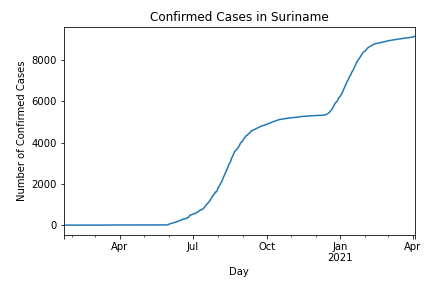 Confirmed Cases in Suriname
Number of Confirmed Cases
8000
6000
4000
2000
0
Apr
Jul
Oct
Jan
2021
Apr
Day